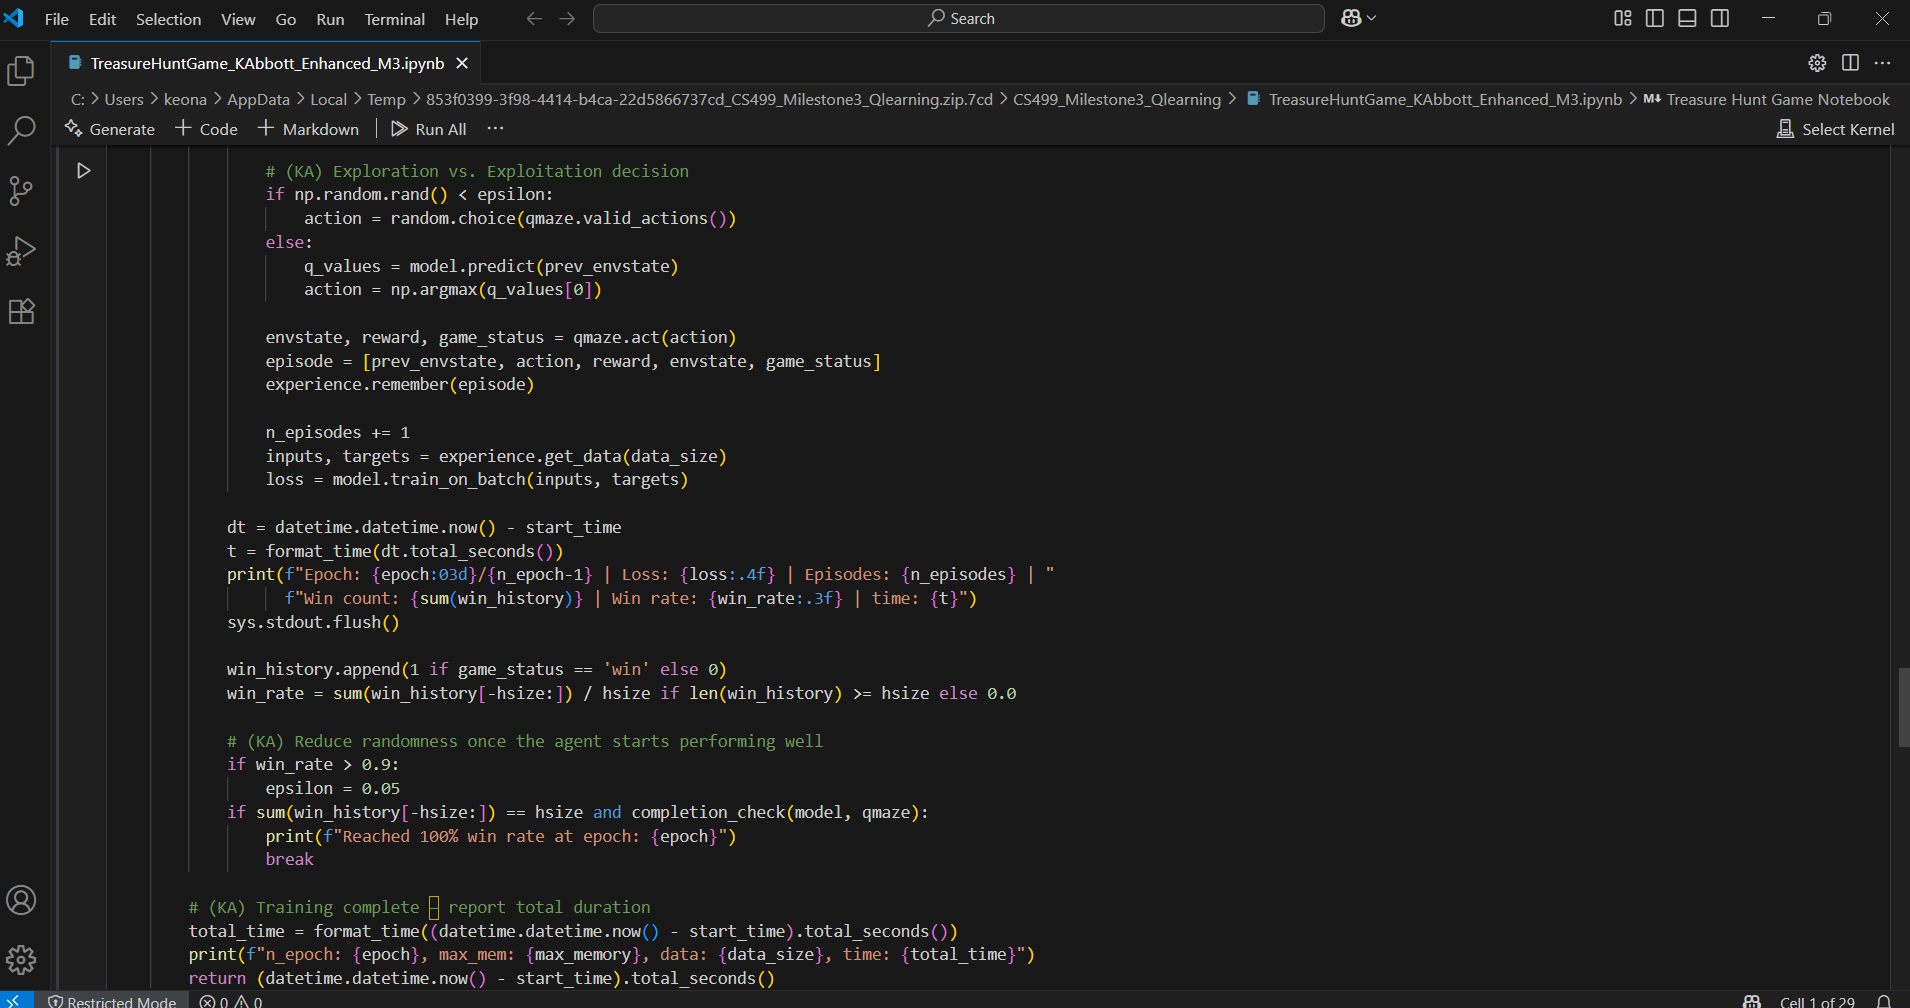 File Edit Selection View Go Run Terminal Help Search
TreasureHuntGame_KAbbott_Enhanced_M3.ipynb
C: > Users > keona > AppData > Local > Temp > 853f0399-3f98-4414-b4ca-22d5866737cd_CS499_Milestone3_Qlearning.zip.7cd > CS499_Milestone3_Qlearning > TreasureHuntGame_KAbbott_Enhanced_M3.ipynb > M↓ Treasure Hunt Game Notebook
Generate + Code + Markdown | Run All ··· Select Kernel
# (KA) Exploration vs. Exploitation decision
if np.random.rand() < epsilon:
action = random.choice(qmaze.valid_actions())
else:
q_values = model.predict(prev_envstate)
action = np.argmax(q_values[0])
envstate, reward, game_status = qmaze.act(action)
episode = [prev_envstate, action, reward, envstate, game_status]
experience.remember(episode)
n_episodes += 1
inputs, targets = experience.get_data(data_size)
loss = model.train_on_batch(inputs, targets)
dt = datetime.datetime.now() - start_time
t = format_time(dt.total_seconds())
print(f"Epoch: {epoch:03d}/{n_epoch-1} | Loss: {loss:.4f} | Episodes: {n_episodes} | "
f"Win count: {sum(win_history)} | Win rate: {win_rate:.3f} | time: {t}")
sys.stdout.flush()
win_history.append(1 if game_status == 'win' else 0)
win_rate = sum(win_history[-hsize:]) / hsize if len(win_history) >= hsize else 0.0
# (KA) Reduce randomness once the agent starts performing well
if win_rate > 0.9:
epsilon = 0.05
if sum(win_history[-hsize:]) == hsize and completion_check(model, qmaze):
print(f"Reached 100% win rate at epoch: {epoch}")
break
# (KA) Training complete – report total duration
total_time = format_time((datetime.datetime.now() - start_time).total_seconds())
print(f"n_epoch: {epoch}, max_mem: {max_memory}, data: {data_size}, time: {total_time}")
return (datetime.datetime.now() - start_time).total_seconds()
Restricted Mode 0 0 Cell 1 of 29